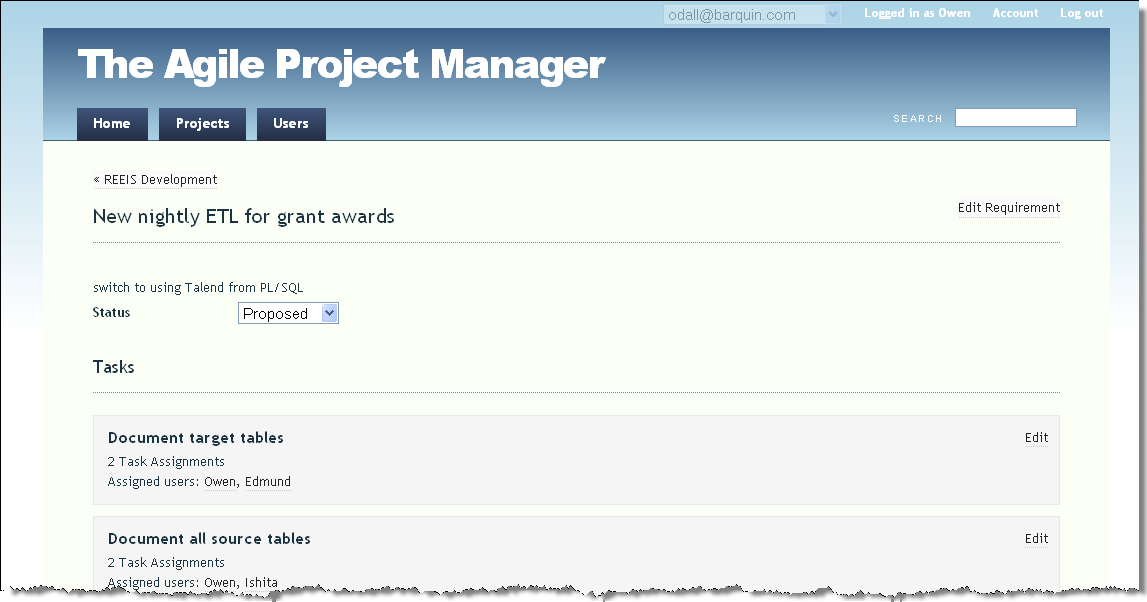 odall@barquin.com Logged in as Owen Account Log out
The Agile Project Manager
Home Projects Users SEARCH
« REEIS Development
New nightly ETL for grant awards Edit Requirement
switch to using Talend from PL/SQL
Status Proposed
Tasks
Document target tables Edit
2 Task Assignments
Assigned users: Owen, Edmund
Document all source tables Edit
2 Task Assignments
Assigned users: Owen, Ishita